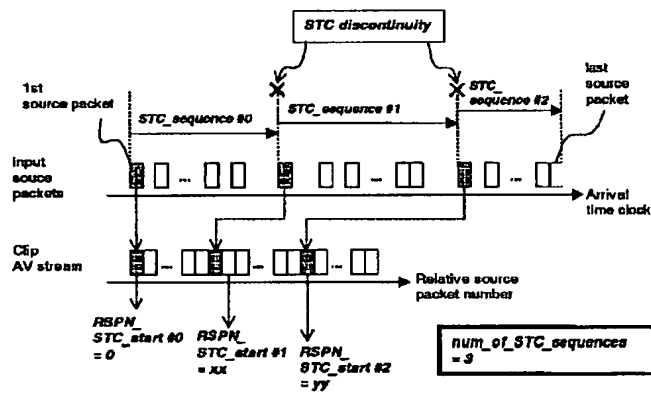 STC discontinuity
1st
source packet
last
source
packet
STC_sequence #0
STC_sequence #1
STC_
sequence #2
Input
souce
packets
...
...
...
Arrival
time clock
Clip
AV stream
...
...
...
Relative source
packet number
RSPN_
STC_start #0
= 0
RSPN_
STC_start #1
= xx
RSPN_
STC_start #2
= yy
num_of_STC_sequences
= 3